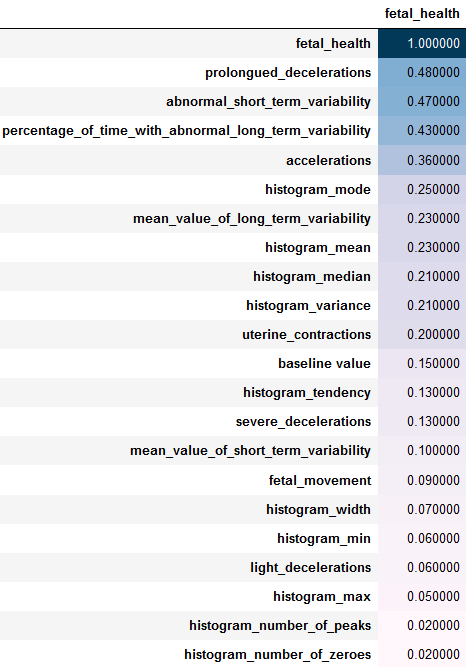 fetal_health
fetal_health 1.000000
prolongued_decelerations 0.480000
abnormal_short_term_variability 0.470000
percentage_of_time_with_abnormal_long_term_variability 0.430000
accelerations 0.360000
histogram_mode 0.250000
mean_value_of_long_term_variability 0.230000
histogram_mean 0.230000
histogram_median 0.210000
histogram_variance 0.210000
uterine_contractions 0.200000
baseline value 0.150000
histogram_tendency 0.130000
severe_decelerations 0.130000
mean_value_of_short_term_variability 0.100000
fetal_movement 0.090000
histogram_width 0.070000
histogram_min 0.060000
light_decelerations 0.060000
histogram_max 0.050000
histogram_number_of_peaks 0.020000
histogram_number_of_zeroes 0.020000